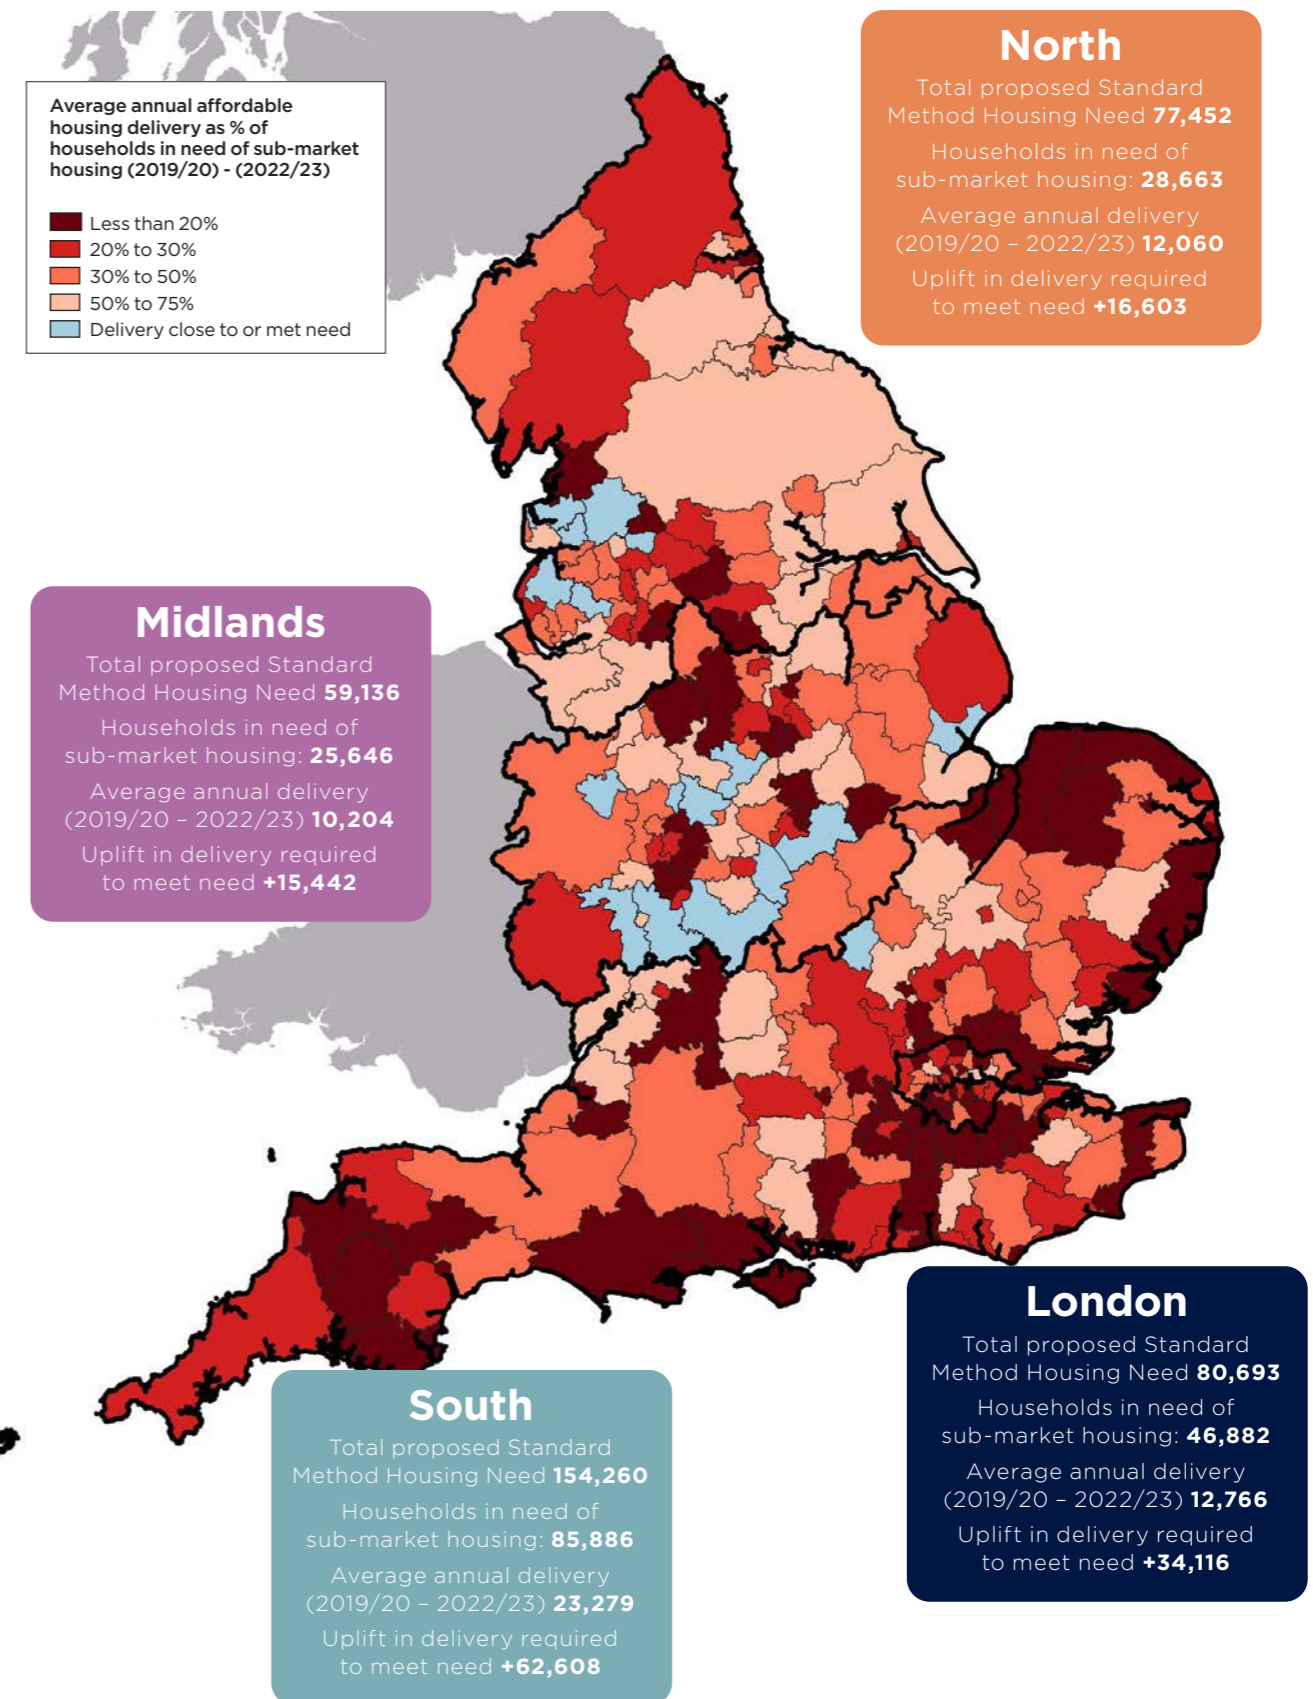 Average annual affordable
housing delivery as % of
households in need of sub-market
housing (2019/20) - (2022/23)
Less than 20%
20% to 30%
30% to 50%
50% to 75%
Delivery close to or met need
North
Total proposed Standard
Method Housing Need 77,452
Households in need of
sub-market housing: 28,663
Average annual delivery
(2019/20 – 2022/23) 12,060
Uplift in delivery required
to meet need +16,603
Midlands
Total proposed Standard
Method Housing Need 59,136
Households in need of
sub-market housing: 25,646
Average annual delivery
(2019/20 – 2022/23) 10,204
Uplift in delivery required
to meet need +15,442
London
Total proposed Standard
Method Housing Need 80,693
Households in need of
sub-market housing: 46,882
Average annual delivery
(2019/20 – 2022/23) 12,766
Uplift in delivery required
to meet need +34,116
South
Total proposed Standard
Method Housing Need 154,260
Households in need of
sub-market housing: 85,886
Average annual delivery
(2019/20 – 2022/23) 23,279
Uplift in delivery required
to meet need +62,608